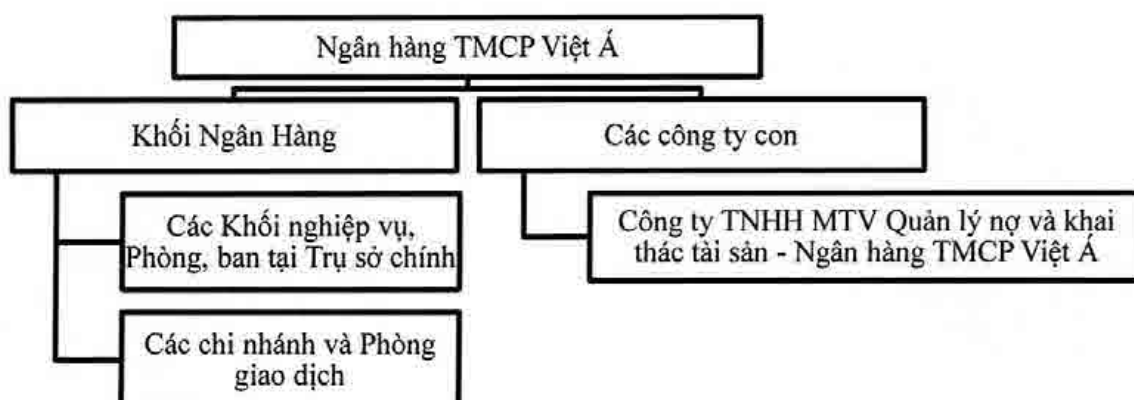 Ngân hàng TMCP Việt Á
Khối Ngân Hàng
Các công ty con
Các Khối nghiệp vụ,
Phòng, ban tại Trụ sở chính
Công ty TNHH MTV Quản lý nợ và khai
thác tài sản - Ngân hàng TMCP Việt Á
Các chi nhánh và Phòng
giao dịch